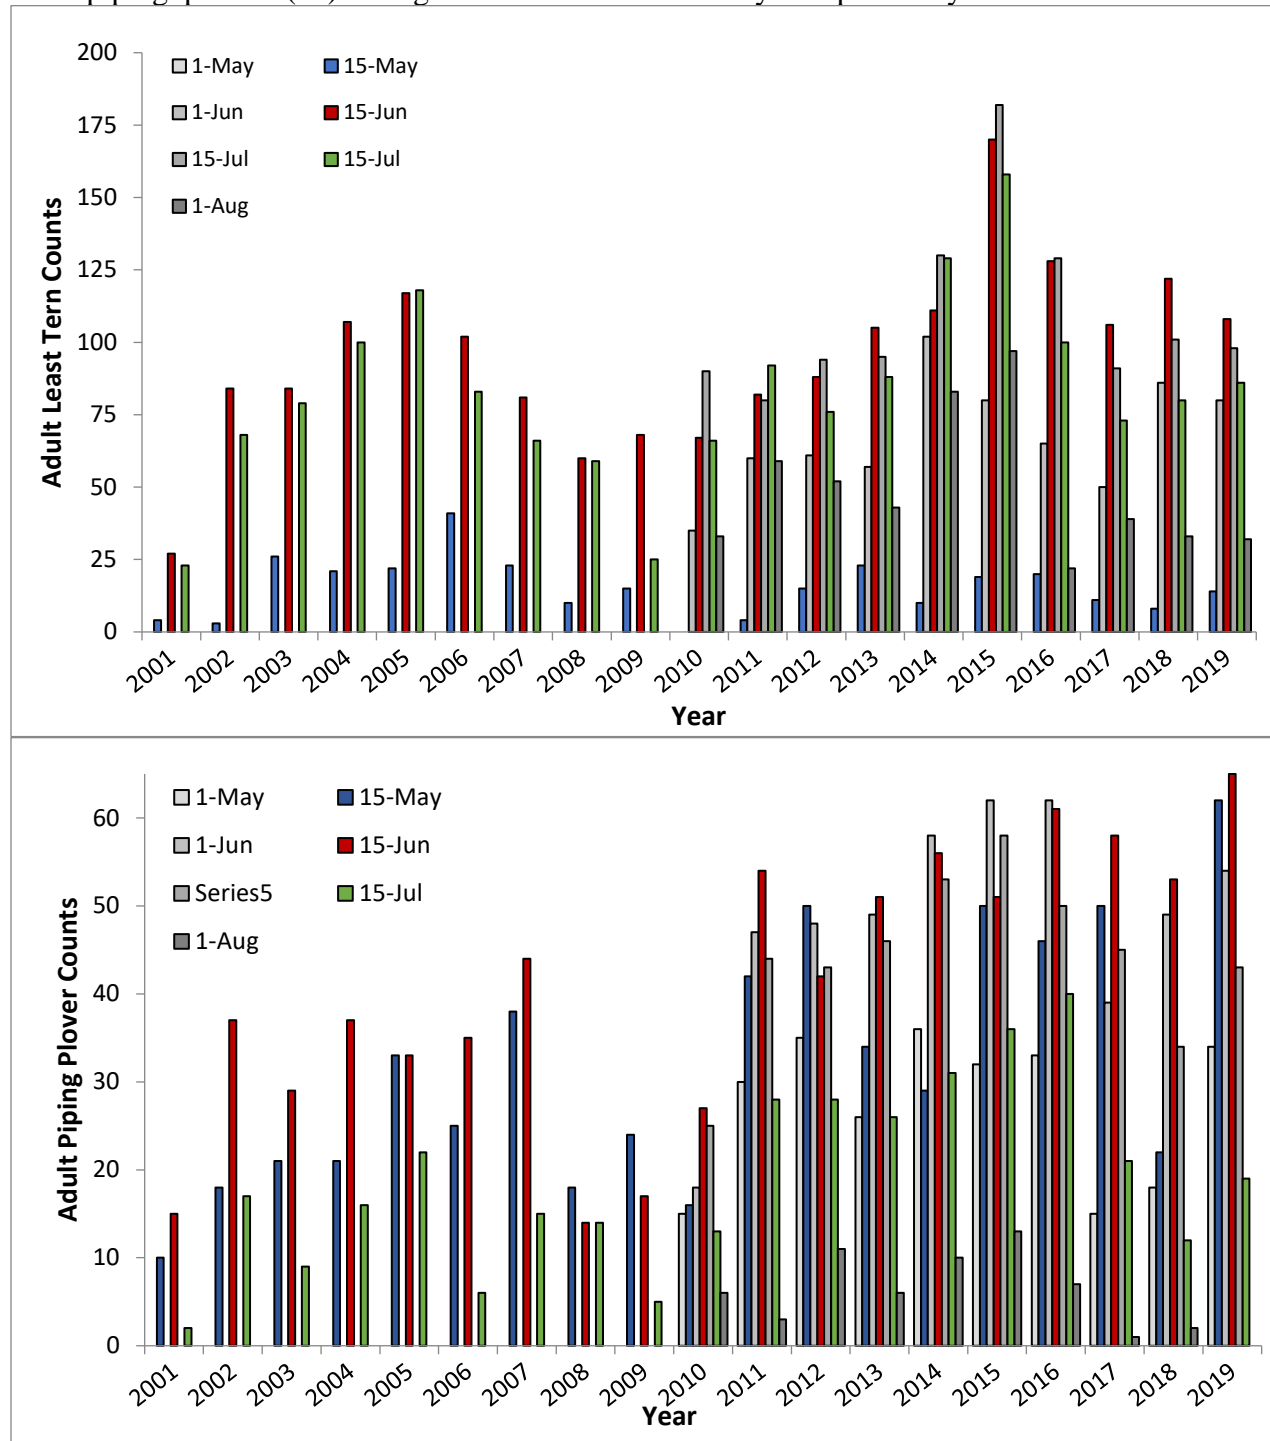 200
175
150
125
100
75
50
25
0
Adult Least Tern Counts
1-May 15-May
1-Jun 15-Jun
15-Jul 15-Jul
1-Aug
2001 2002 2003 2004 2005 2006 2007 2008 2009 2010 2011 2012 2013 2014 2015 2016 2017 2018 2019
Year
60
50
40
30
20
10
0
Adult Piping Plover Counts
1-May 15-May
1-Jun 15-Jun
Series5 15-Jul
1-Aug
2001 2002 2003 2004 2005 2006 2007 2008 2009 2010 2011 2012 2013 2014 2015 2016 2017 2018 2019
Year